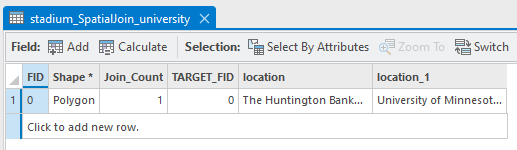 stadium_SpatialJoin_university
Field: Add Calculate Selection: Select By Attributes Zoom To Switch
FID Shape * Join_Count TARGET_FID location location_1
1 0 Polygon 1 0 The Huntington Bank... University of Minnesot...
Click to add new row.